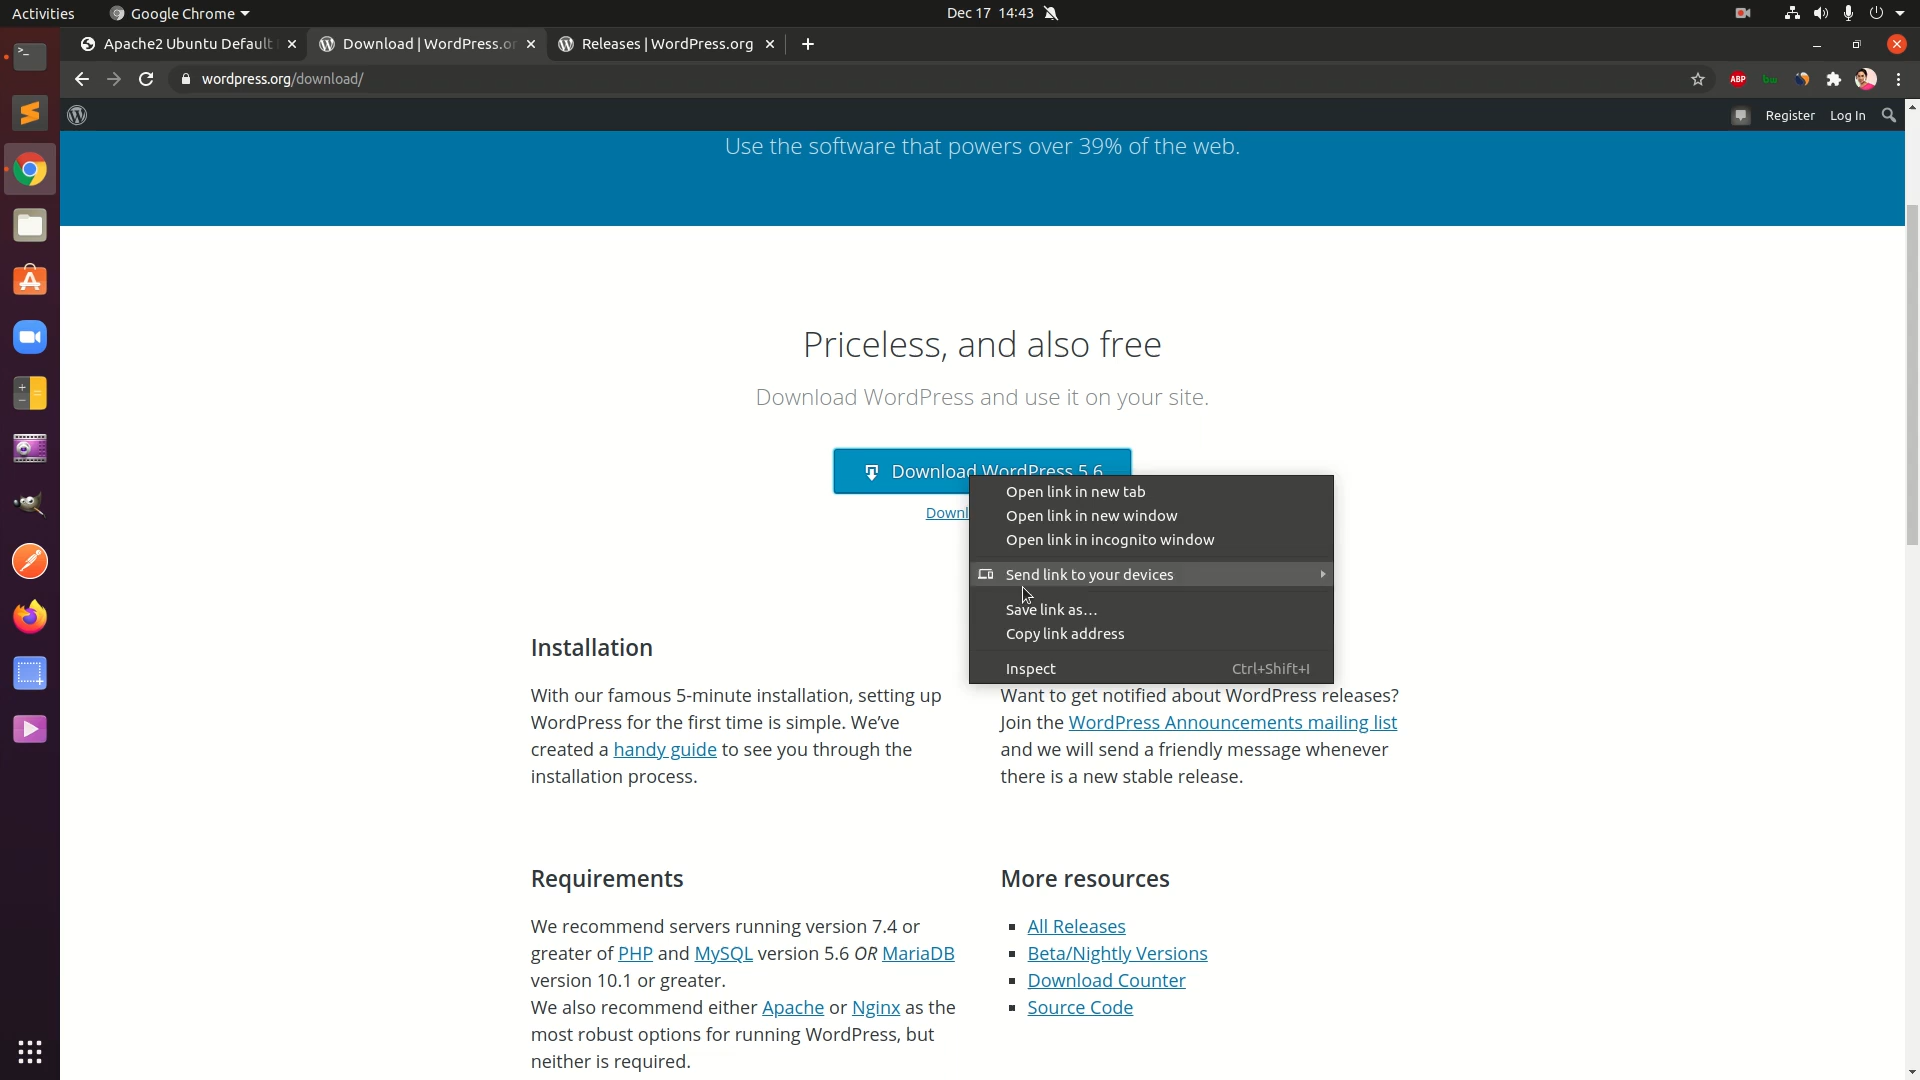 Activities
Google Chrome
Dec 17 14:43
Apache2 Ubuntu Default
Download | WordPress.or
Releases | WordPress.org
wordpress.org/download/
ABP
Register
Log In
Use the software that powers over 39% of the web.
Priceless, and also free
Download WordPress and use it on your site.
Download WordPress 5.6
Downl
Open link in new tab
Open link in new window
Open link in incognito window
Send link to your devices
Save link as…
Copy link address
Inspect Ctrl+Shift+I
Installation
With our famous 5-minute installation, setting up
WordPress for the first time is simple. We’ve
created a handy guide to see you through the
installation process.
Want to get notified about WordPress releases?
Join the WordPress Announcements mailing list
and we will send a friendly message whenever
there is a new stable release.
Requirements
We recommend servers running version 7.4 or
greater of PHP and MySQL version 5.6 OR MariaDB
version 10.1 or greater.
We also recommend either Apache or Nginx as the
most robust options for running WordPress, but
neither is required.
More resources
All Releases
Beta/Nightly Versions
Download Counter
Source Code